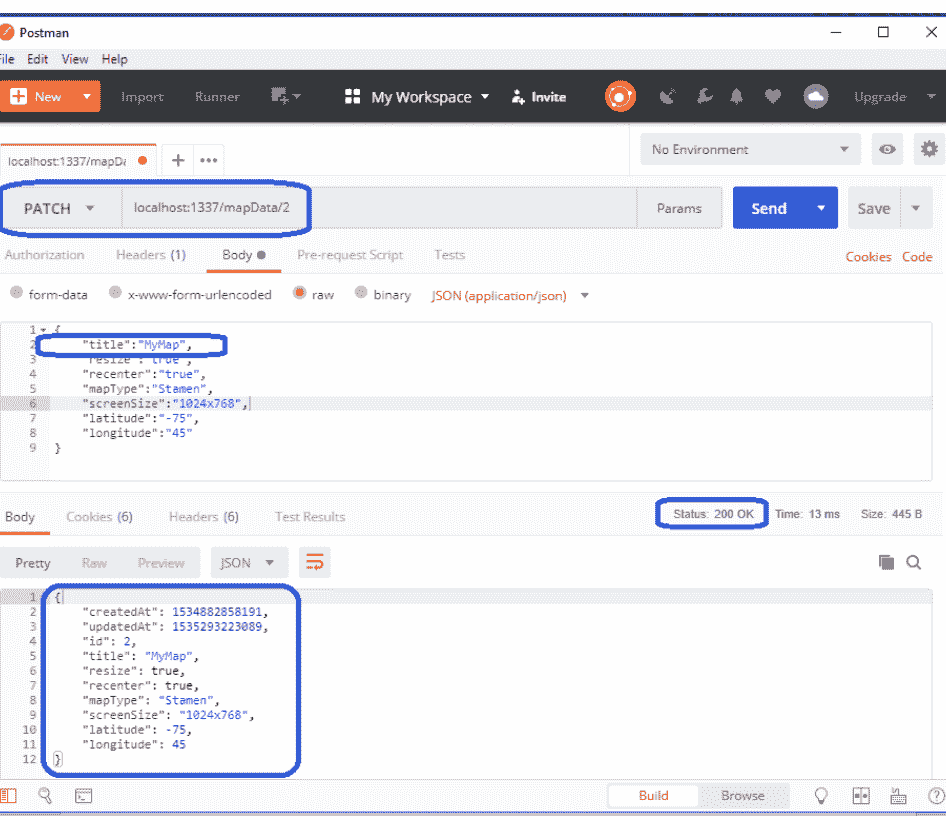 Postman
File Edit View Help
New Import Runner My Workspace Invite Upgrade
localhost:1337/mapDa No Environment
PATCH localhost:1337/mapData/2 Params Send Save
Authorization Headers (1) Body Pre-request Script Tests Cookies Code
form-data x-www-form-urlencoded raw binary JSON (application/json)
1 {
2 "title":"MyMap",
3 "resize":"true",
4 "recenter":"true",
5 "mapType":"Stamen",
6 "screenSize":"1024x768",
7 "latitude":"-75",
8 "longitude":"45"
9 }
Body Cookies (6) Headers (6) Test Results Status: 200 OK Time: 13 ms Size: 445 B
Pretty Raw Preview JSON
1 {
2 "createdAt": 1534882858191,
3 "updatedAt": 1535293223089,
4 "id": 2,
5 "title": "MyMap",
6 "resize": true,
7 "recenter": true,
8 "mapType": "Stamen",
9 "screenSize": "1024x768",
10 "latitude": -75,
11 "longitude": 45
12 }
Build Browse